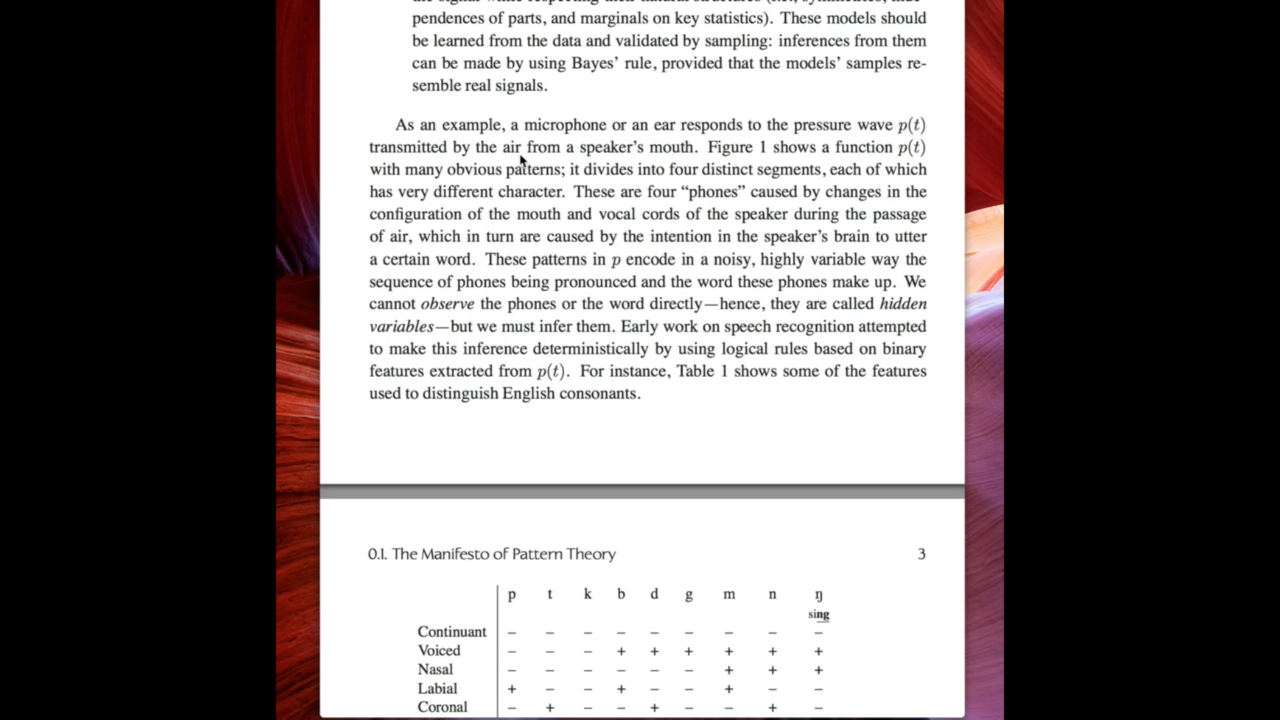 pendences of parts, and marginals on key statistics). These models should
be learned from the data and validated by sampling: inferences from them
can be made by using Bayes' rule, provided that the models' samples re-
semble real signals.
As an example, a microphone or an ear responds to the pressure wave p(t)
transmitted by the air from a speaker's mouth. Figure 1 shows a function p(t)
with many obvious patterns; it divides into four distinct segments, each of which
has very different character. These are four “phones” caused by changes in the
configuration of the mouth and vocal cords of the speaker during the passage
of air, which in turn are caused by the intention in the speaker's brain to utter
a certain word. These patterns in p encode in a noisy, highly variable way the
sequence of phones being pronounced and the word these phones make up. We
cannot observe the phones or the word directly—hence, they are called hidden
variables—but we must infer them. Early work on speech recognition attempted
to make this inference deterministically by using logical rules based on binary
features extracted from p(t). For instance, Table 1 shows some of the features
used to distinguish English consonants.
0.1. The Manifesto of Pattern Theory 3
p t k b d g m n ŋ
sing
Continuant – – – – – – – – –
Voiced – – – + + + + + +
Nasal – – – – – – + + +
Labial + – – + – – + – –
Coronal – + – – + – – + –